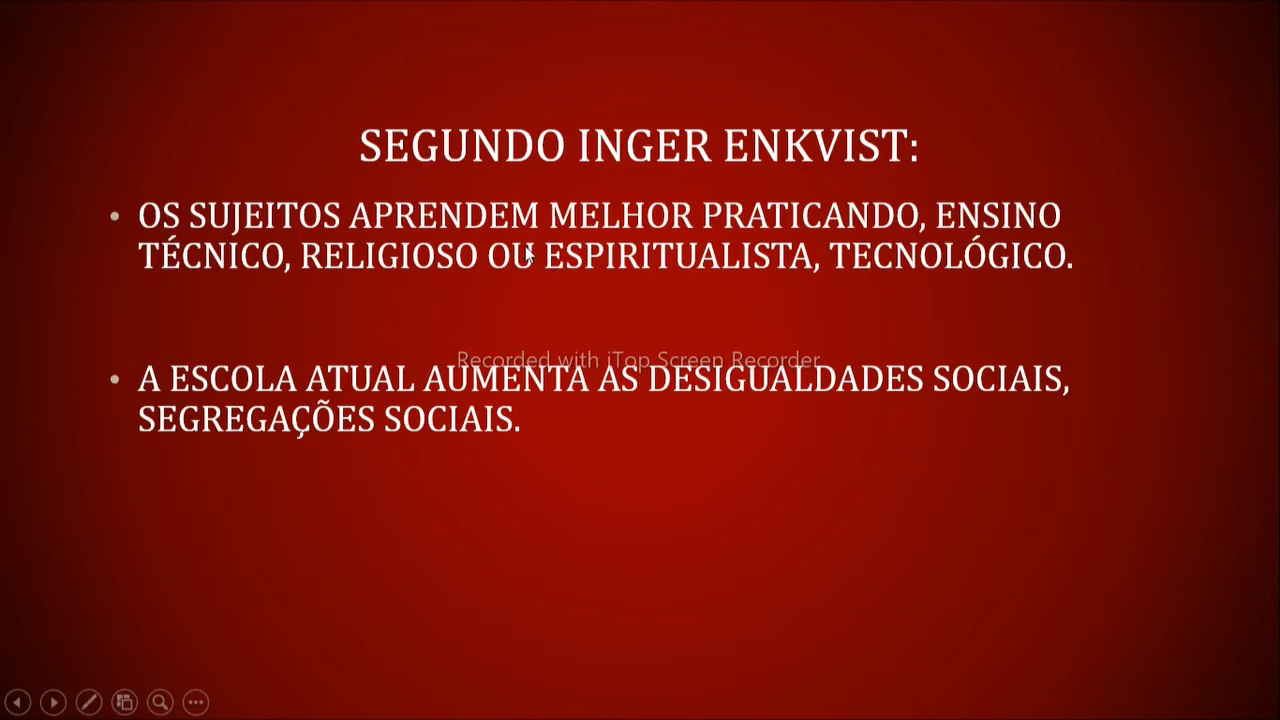 SEGUNDO INGER ENKVIST:
• OS SUJEITOS APRENDEM MELHOR PRATICANDO, ENSINO
TÉCNICO, RELIGIOSO OU ESPIRITUALISTA, TECNOLÓGICO.
Recorded with iTop Screen Recorder
• A ESCOLA ATUAL AUMENTA AS DESIGUALDADES SOCIAIS,
SEGREGAÇÕES SOCIAIS.